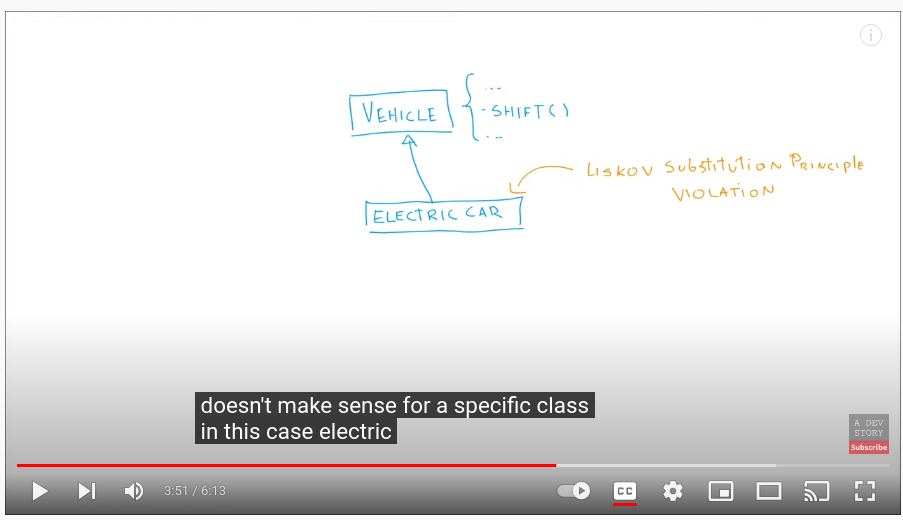 ...
VEHICLE
- SHIFT()
...
LISKOV SUBSTITUTION PRINCIPLE
VIOLATION
ELECTRIC CAR
doesn't make sense for a specific class
in this case electric
A DEV
STORY
Subscribe
3:51 / 6:13
CC
i